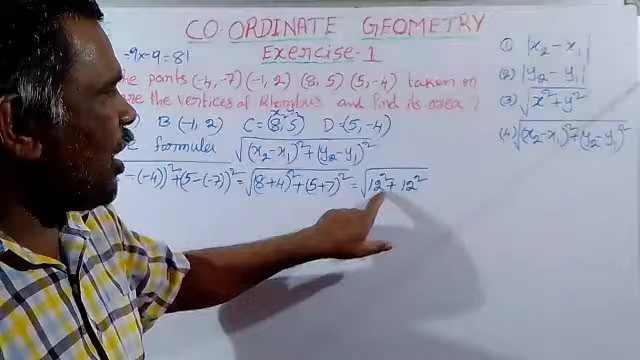 CO-ORDINATE GEOMETRY
Exercise-1
-9x-9=81
the points (-4,-7) (-1,2) (8,5) (5,-4) taken in
are the vertices of Rhombus and find its area
x₂ y₂
B(-1,2) C=(8,5) D=(5,-4)
formula √(x₂-x₁)²+(y₂-y₁)²
-(-4))²+(5-(-7))² = √(8+4)²+(5+7)² = √12²+12²
① |x₂-x₁|
(2) |y₂-y₁|
(3) √x²+y²
(4) √(x₂-x₁)²+(y₂-y₁)²